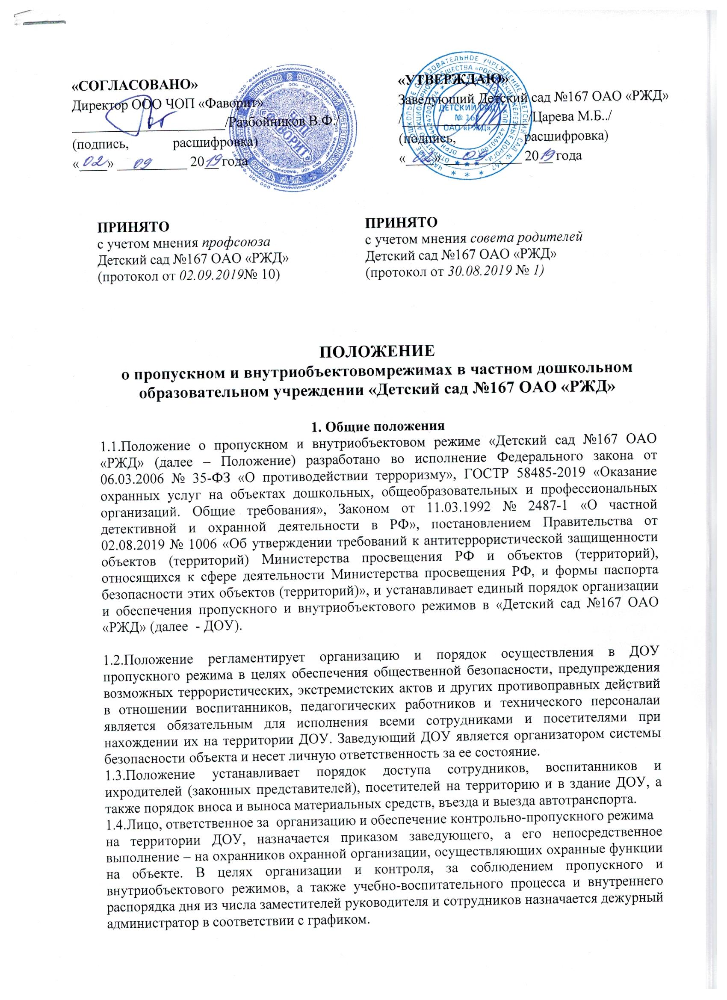 «СОГЛАСОВАНО»
Директор ООО ЧОП «Фаворит»
/Разбойников В.Ф./
(подпись, расшифровка)
«02» 09 2019 года
«УТВЕРЖДАЮ»
Заведующий Детский сад №167 ОАО «РЖД»
/ /Царева М.Б../
(подпись, расшифровка)
«02» 09 2019 года
ОБЩЕСТВО С ОГРАНИЧЕННОЙ ОТВЕТСТВЕННОСТЬЮ
ЧОП
«ФАВОРИТ»
ДЕТСКИЙ САД
№ 167
ОАО «РЖД»
ПРИНЯТО
с учетом мнения профсоюза
Детский сад №167 ОАО «РЖД»
(протокол от 02.09.2019№ 10)
ПРИНЯТО
с учетом мнения совета родителей
Детский сад №167 ОАО «РЖД»
(протокол от 30.08.2019 № 1)
ПОЛОЖЕНИЕ
о пропускном и внутриобъектовомрежимах в частном дошкольном
образовательном учреждении «Детский сад №167 ОАО «РЖД»
1. Общие положения
1.1.Положение о пропускном и внутриобъектовом режиме «Детский сад №167 ОАО
«РЖД» (далее – Положение) разработано во исполнение Федерального закона от
06.03.2006 № 35-ФЗ «О противодействии терроризму», ГОСТР 58485-2019 «Оказание
охранных услуг на объектах дошкольных, общеобразовательных и профессиональных
организаций. Общие требования», Законом от 11.03.1992 № 2487-1 «О частной
детективной и охранной деятельности в РФ», постановлением Правительства от
02.08.2019 № 1006 «Об утверждении требований к антитеррористической защищенности
объектов (территорий) Министерства просвещения РФ и объектов (территорий),
относящихся к сфере деятельности Министерства просвещения РФ, и формы паспорта
безопасности этих объектов (территорий)», и устанавливает единый порядок организации
и обеспечения пропускного и внутриобъектового режимов в «Детский сад №167 ОАО
«РЖД» (далее - ДОУ).
1.2.Положение регламентирует организацию и порядок осуществления в ДОУ
пропускного режима в целях обеспечения общественной безопасности, предупреждения
возможных террористических, экстремистских актов и других противоправных действий
в отношении воспитанников, педагогических работников и технического персоналаи
является обязательным для исполнения всеми сотрудниками и посетителями при
нахождении их на территории ДОУ. Заведующий ДОУ является организатором системы
безопасности объекта и несет личную ответственность за ее состояние.
1.3.Положение устанавливает порядок доступа сотрудников, воспитанников и
ихродителей (законных представителей), посетителей на территорию и в здание ДОУ, а
также порядок вноса и выноса материальных средств, въезда и выезда автотранспорта.
1.4.Лицо, ответственное за организацию и обеспечение контрольно-пропускного режима
на территории ДОУ, назначается приказом заведующего, а его непосредственное
выполнение – на охранников охранной организации, осуществляющих охранные функции
на объекте. В целях организации и контроля, за соблюдением пропускного и
внутриобъектового режимов, а также учебно-воспитательного процесса и внутреннего
распорядка дня из числа заместителей руководителя и сотрудников назначается дежурный
администратор в соответствии с графиком.